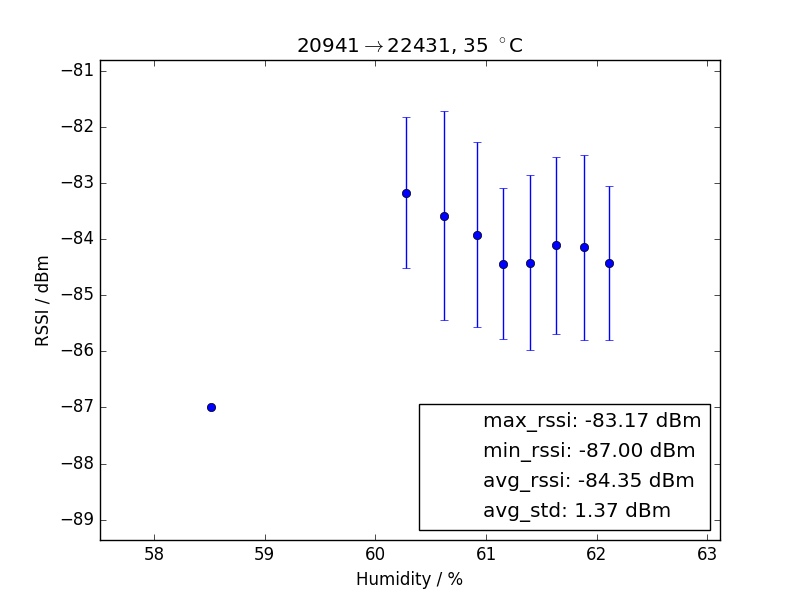 20941→22431, 35 °C
RSSI / dBm
−81
−82
−83
−84
−85
−86
−87
−88
−89
max_rssi: -83.17 dBm
min_rssi: -87.00 dBm
avg_rssi: -84.35 dBm
avg_std: 1.37 dBm
58 59 60 61 62 63
Humidity / %